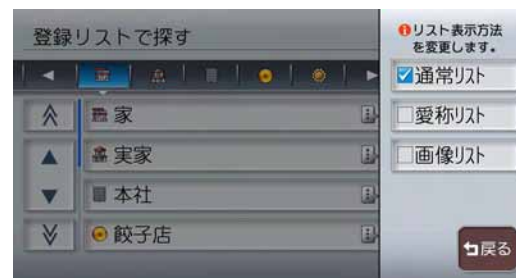 登録リストで探す
家
実家
本社
餃子店
リスト表示方法
を変更します。
通常リスト
愛称リスト
画像リスト
戻る